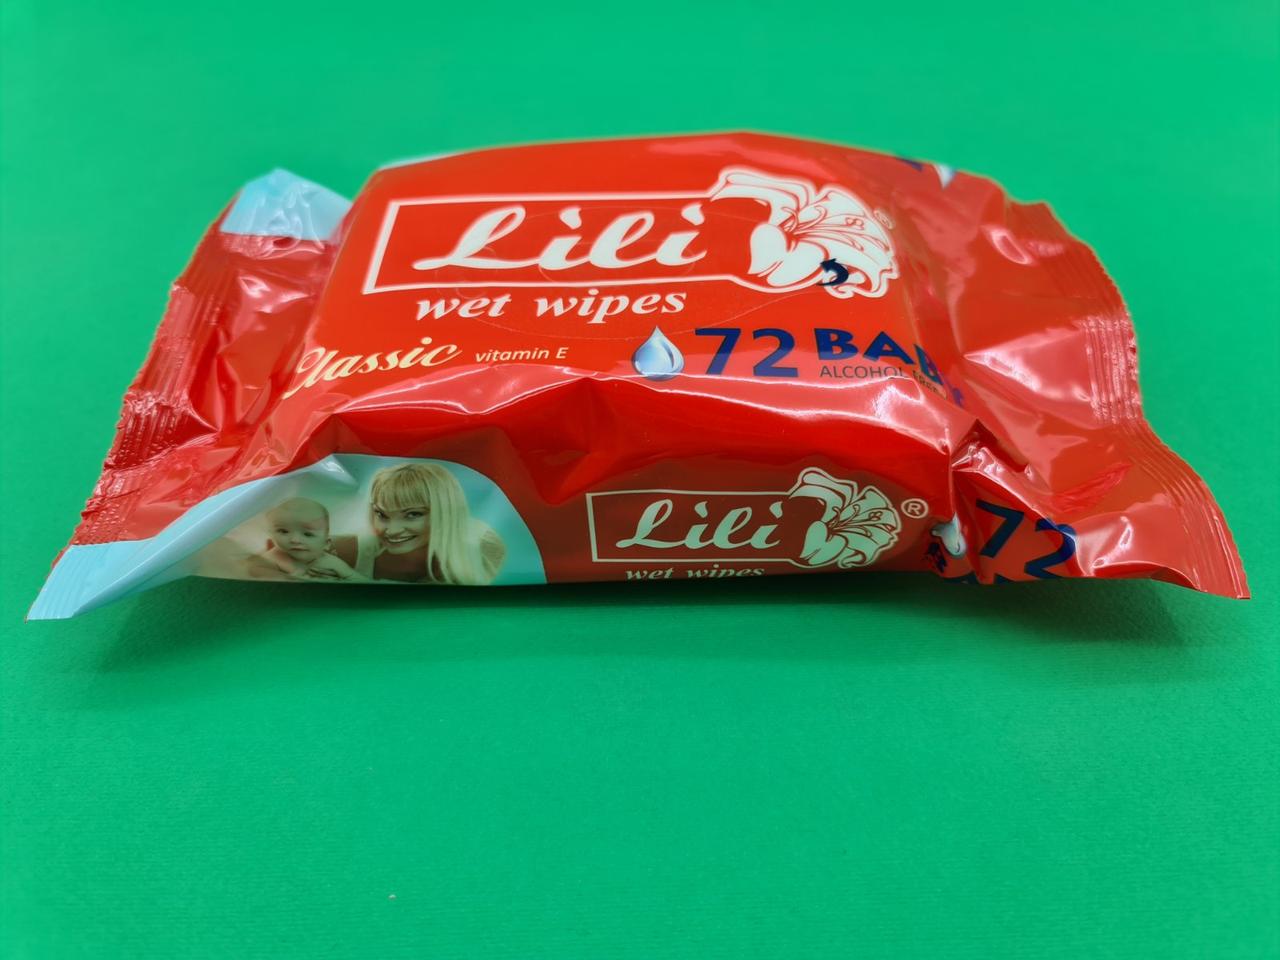 Lili
wet wipes
Classic vitamin E
72 BAB
ALCOHOL
Lili ®
wet wipes
72